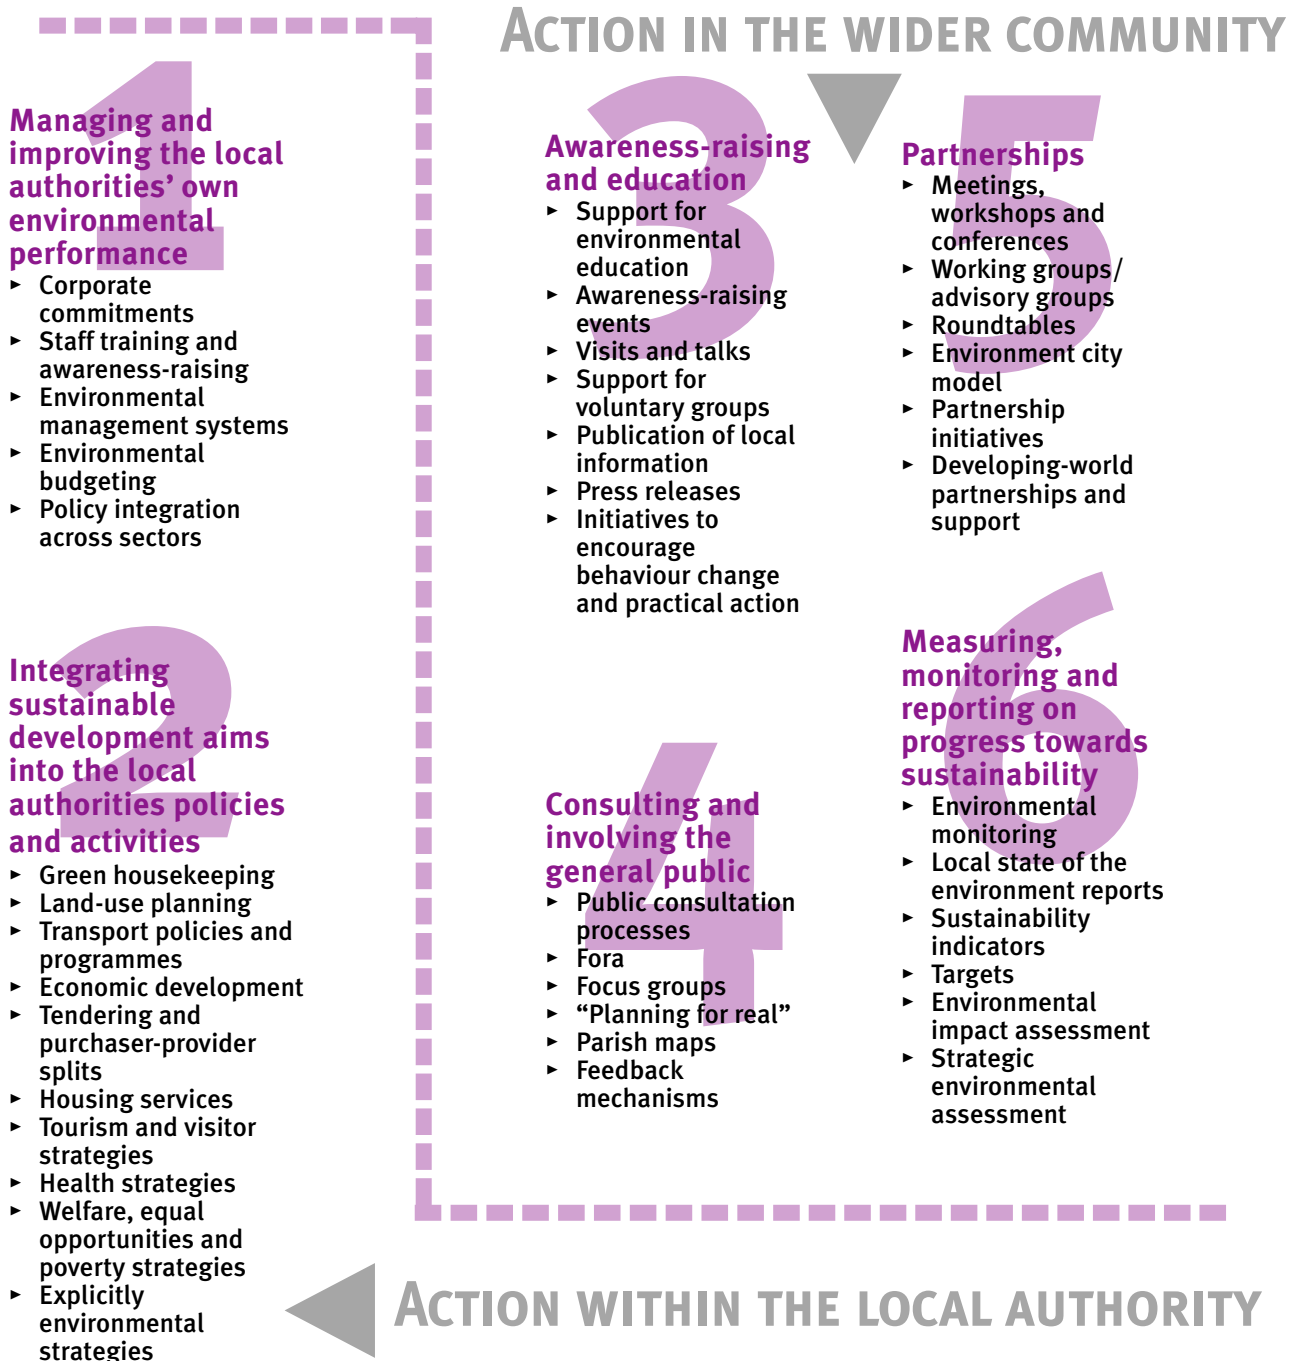 ACTION IN THE WIDER COMMUNITY
1
Managing and
improving the local
authorities’ own
environmental
performance
► Corporate
commitments
► Staff training and
awareness-raising
► Environmental
management systems
► Environmental
budgeting
► Policy integration
across sectors
2
Integrating
sustainable
development aims
into the local
authorities policies
and activities
► Green housekeeping
► Land-use planning
► Transport policies and
programmes
► Economic development
► Tendering and
purchaser-provider
splits
► Housing services
► Tourism and visitor
strategies
► Health strategies
► Welfare, equal
opportunities and
poverty strategies
► Explicitly
environmental
strategies
3
Awareness-raising
and education
► Support for
environmental
education
► Awareness-raising
events
► Visits and talks
► Support for
voluntary groups
► Publication of local
information
► Press releases
► Initiatives to
encourage
behaviour change
and practical action
4
Consulting and
involving the
general public
► Public consultation
processes
► Fora
► Focus groups
► “Planning for real”
► Parish maps
► Feedback
mechanisms
5
Partnerships
► Meetings,
workshops and
conferences
► Working groups/
advisory groups
► Roundtables
► Environment city
model
► Partnership
initiatives
► Developing-world
partnerships and
support
6
Measuring,
monitoring and
reporting on
progress towards
sustainability
► Environmental
monitoring
► Local state of the
environment reports
► Sustainability
indicators
► Targets
► Environmental
impact assessment
► Strategic
environmental
assessment
ACTION WITHIN THE LOCAL AUTHORITY